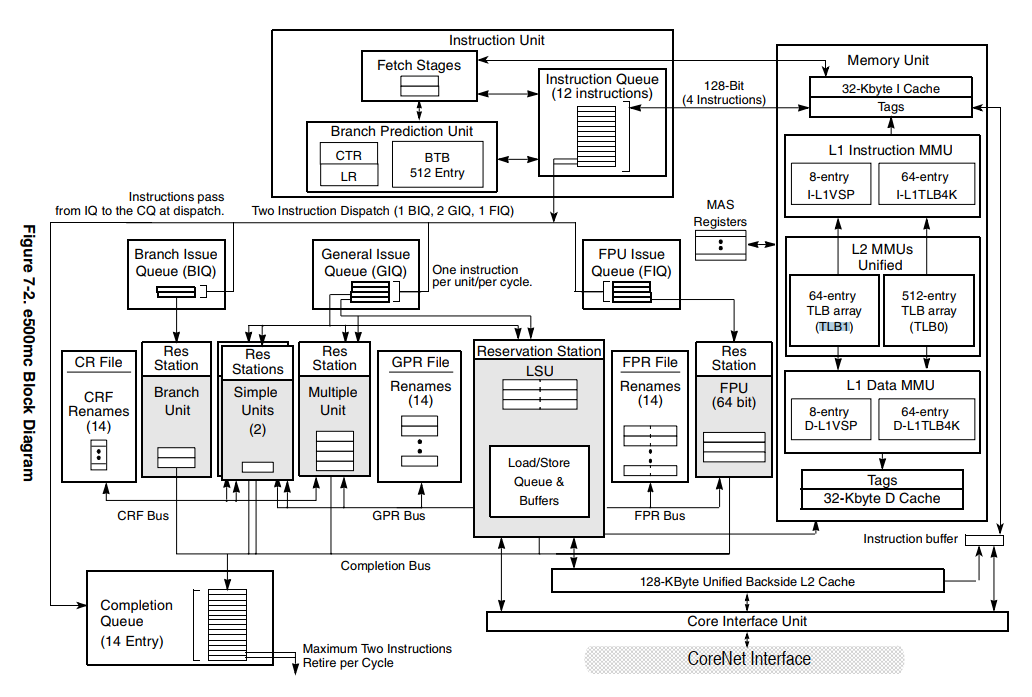 Instruction Unit
Fetch Stages
Instruction Queue
(12 instructions)
Branch Prediction Unit
CTR
LR
BTB
512 Entry
128-Bit
(4 Instructions)
Memory Unit
32-Kbyte I Cache
Tags
L1 Instruction MMU
8-entry
I-L1VSP
64-entry
I-L1TLB4K
MAS
Registers
L2 MMUs
Unified
64-entry
TLB array
(TLB1)
512-entry
TLB array
(TLB0)
L1 Data MMU
8-entry
D-L1VSP
64-entry
D-L1TLB4K
Tags
32-Kbyte D Cache
Instructions pass
from IQ to the CQ at dispatch.
Two Instruction Dispatch (1 BIQ, 2 GIQ, 1 FIQ)
Branch Issue
Queue (BIQ)
General Issue
Queue (GIQ)
One instruction
per unit/per cycle.
FPU Issue
Queue (FIQ)
CR File
CRF
Renames
(14)
Res
Station
Branch
Unit
Res
Stations
Simple
Units
(2)
Res
Station
Multiple
Unit
GPR File
Renames
(14)
Reservation Station
LSU
Load/Store
Queue &
Buffers
FPR File
Renames
(14)
Res
Station
FPU
(64 bit)
CRF Bus
GPR Bus
FPR Bus
Completion Bus
Instruction buffer
128-KByte Unified Backside L2 Cache
Core Interface Unit
CoreNet Interface
Completion
Queue
(14 Entry)
Maximum Two Instructions
Retire per Cycle
Figure 7-2. e500mc Block Diagram